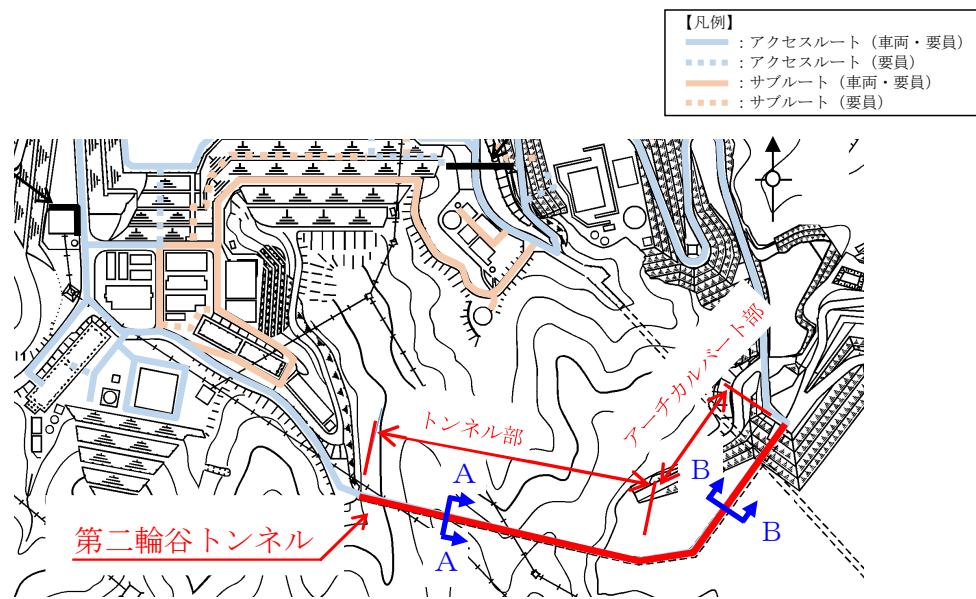 【凡例】
：アクセスルート（車両・要員）
：アクセスルート（要員）
：サブルート（車両・要員）
：サブルート（要員）
アーチカルバート部
トンネル部
A
A
B
B
第二輪谷トンネル